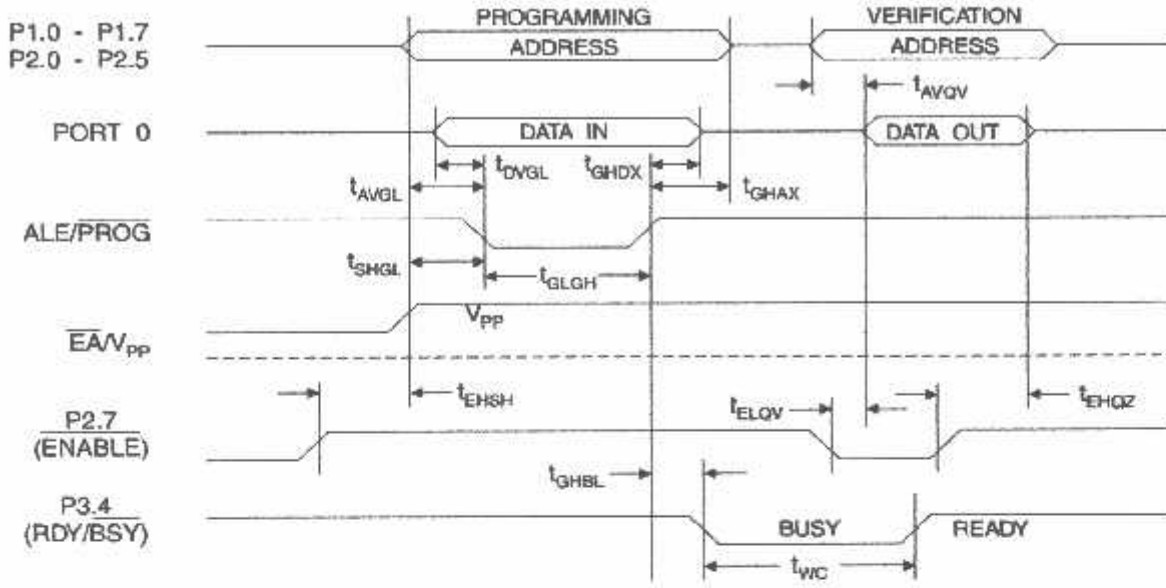 PROGRAMMING VERIFICATION
P1.0 - P1.7
P2.0 - P2.5
ADDRESS ADDRESS
tAVQV
PORT 0 DATA IN DATA OUT
tDVGL tGHDX
tAVGL tGHAX
ALE/PROG
tSHGL tGLGH
VPP
EA/VPP
tEHSH tELQV tEHQZ
P2.7
(ENABLE)
tGHBL
P3.4
(RDY/BSY) BUSY READY
tWC